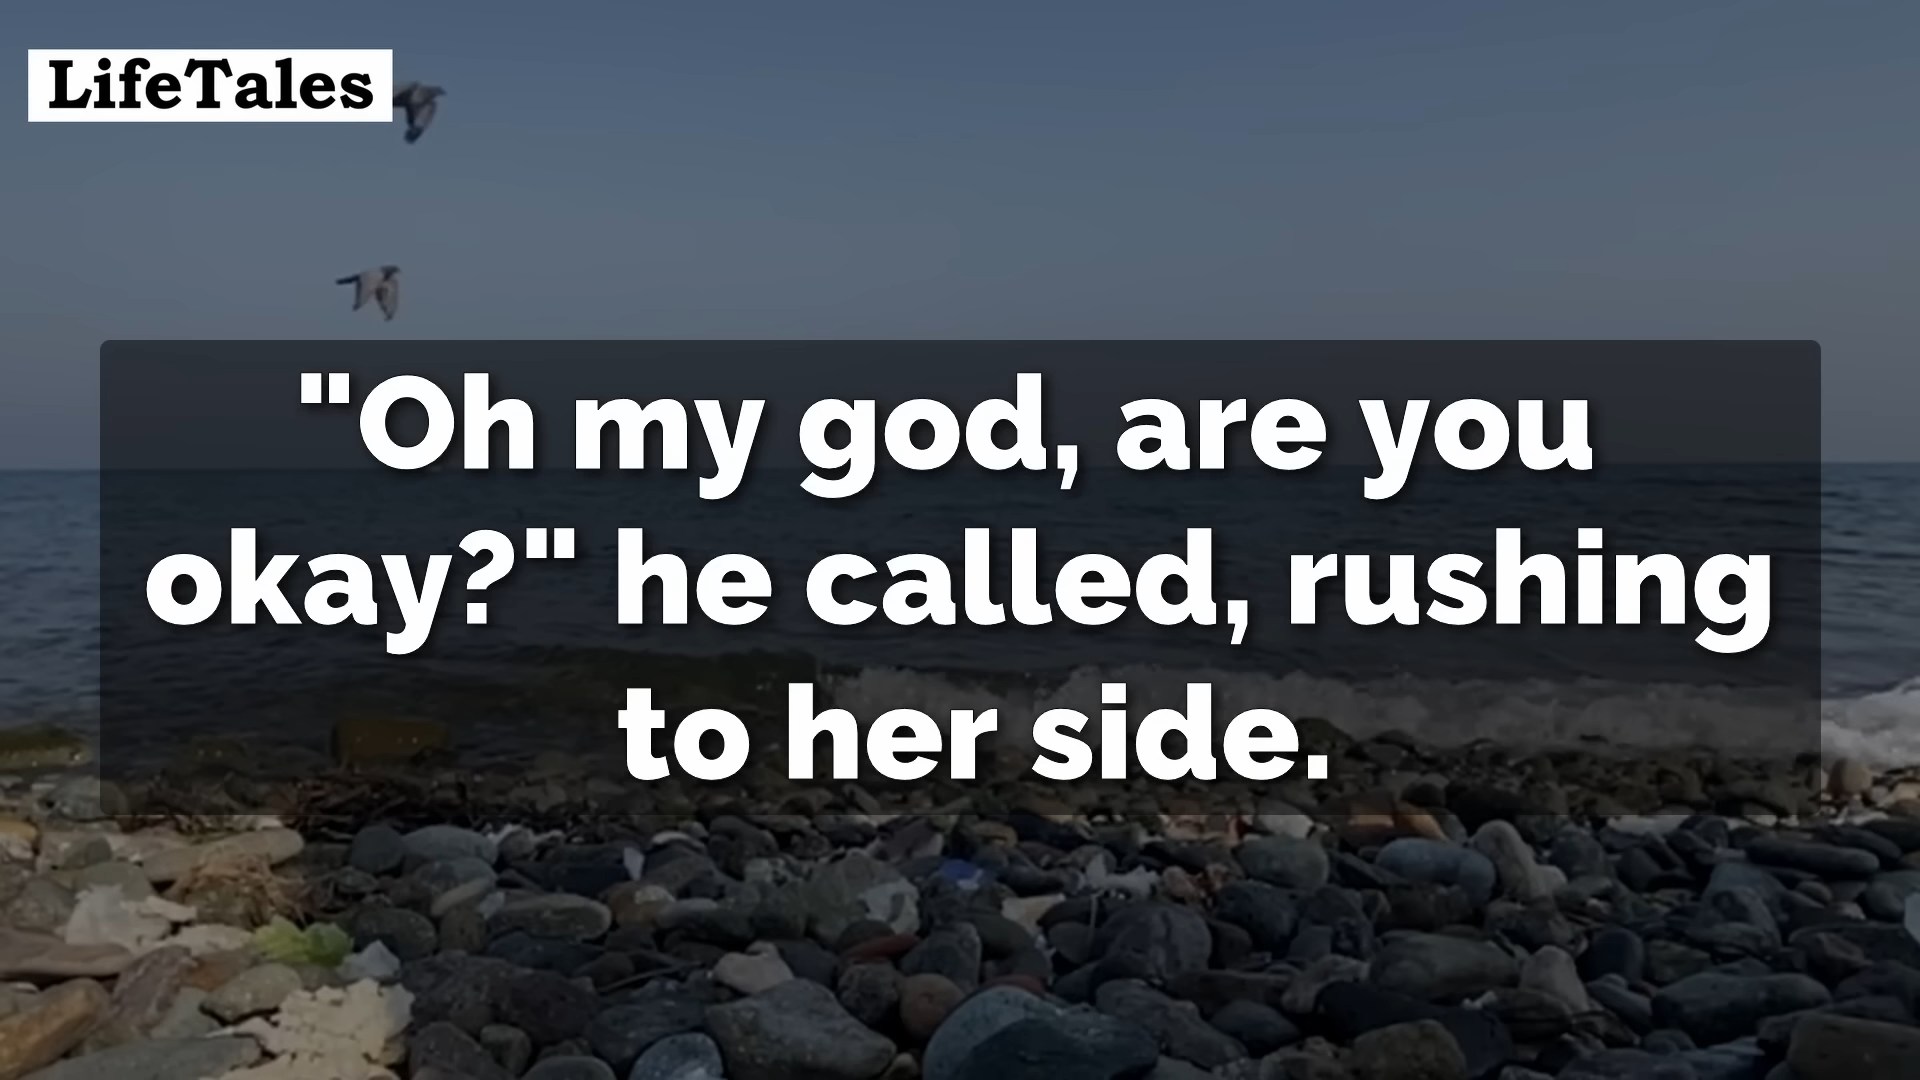 LifeTales
"Oh my god, are you
okay?" he called, rushing
to her side.